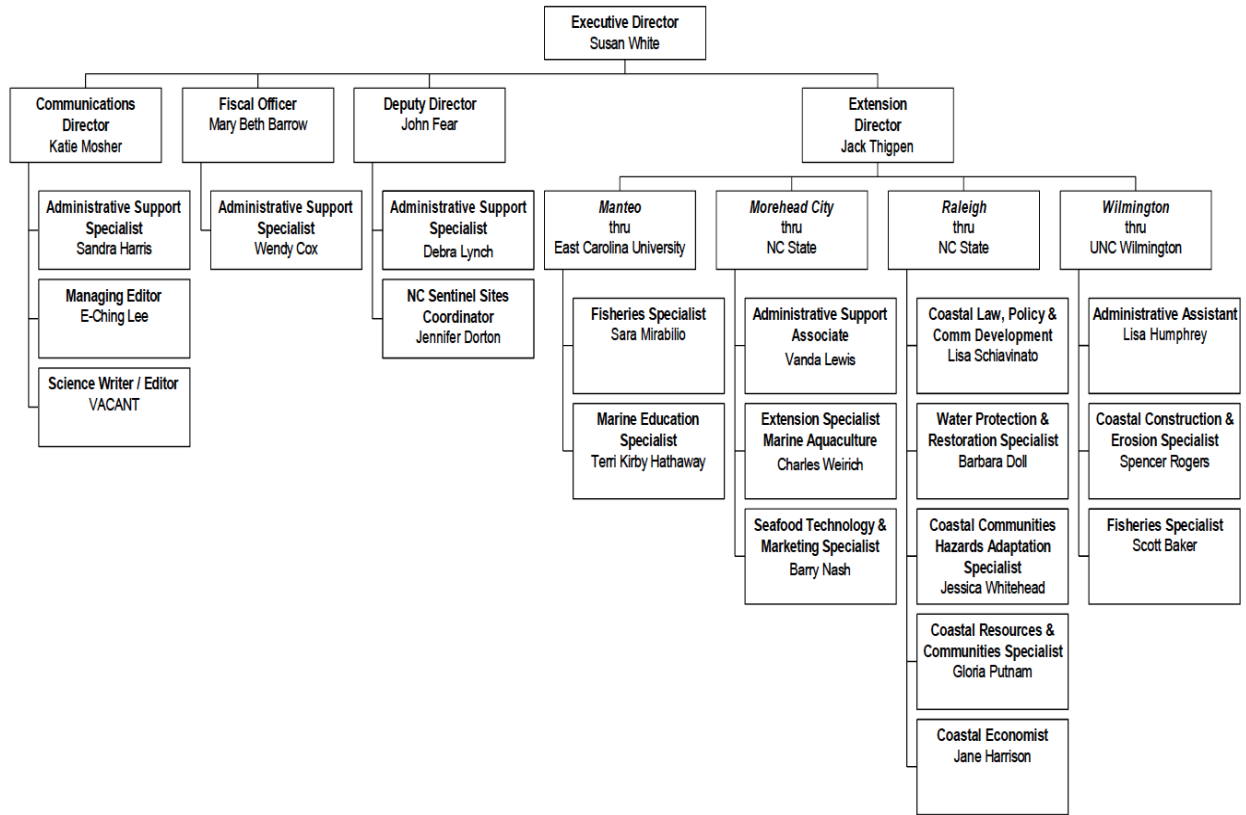 Executive Director
Susan White
Communications
Director
Katie Mosher
Fiscal Officer
Mary Beth Barrow
Deputy Director
John Fear
Extension
Director
Jack Thigpen
Administrative Support
Specialist
Sandra Harris
Managing Editor
E-Ching Lee
Science Writer / Editor
VACANT
Administrative Support
Specialist
Wendy Cox
Administrative Support
Specialist
Debra Lynch
NC Sentinel Sites
Coordinator
Jennifer Dorton
Manteo
thru
East Carolina University
Fisheries Specialist
Sara Mirabilio
Marine Education
Specialist
Terri Kirby Hathaway
Morehead City
thru
NC State
Administrative Support
Associate
Vanda Lewis
Extension Specialist
Marine Aquaculture
Charles Weirich
Seafood Technology &
Marketing Specialist
Barry Nash
Raleigh
thru
NC State
Coastal Law, Policy &
Comm Development
Lisa Schiavinato
Water Protection &
Restoration Specialist
Barbara Doll
Coastal Communities
Hazards Adaptation
Specialist
Jessica Whitehead
Coastal Resources &
Communities Specialist
Gloria Putnam
Coastal Economist
Jane Harrison
Wilmington
thru
UNC Wilmington
Administrative Assistant
Lisa Humphrey
Coastal Construction &
Erosion Specialist
Spencer Rogers
Fisheries Specialist
Scott Baker